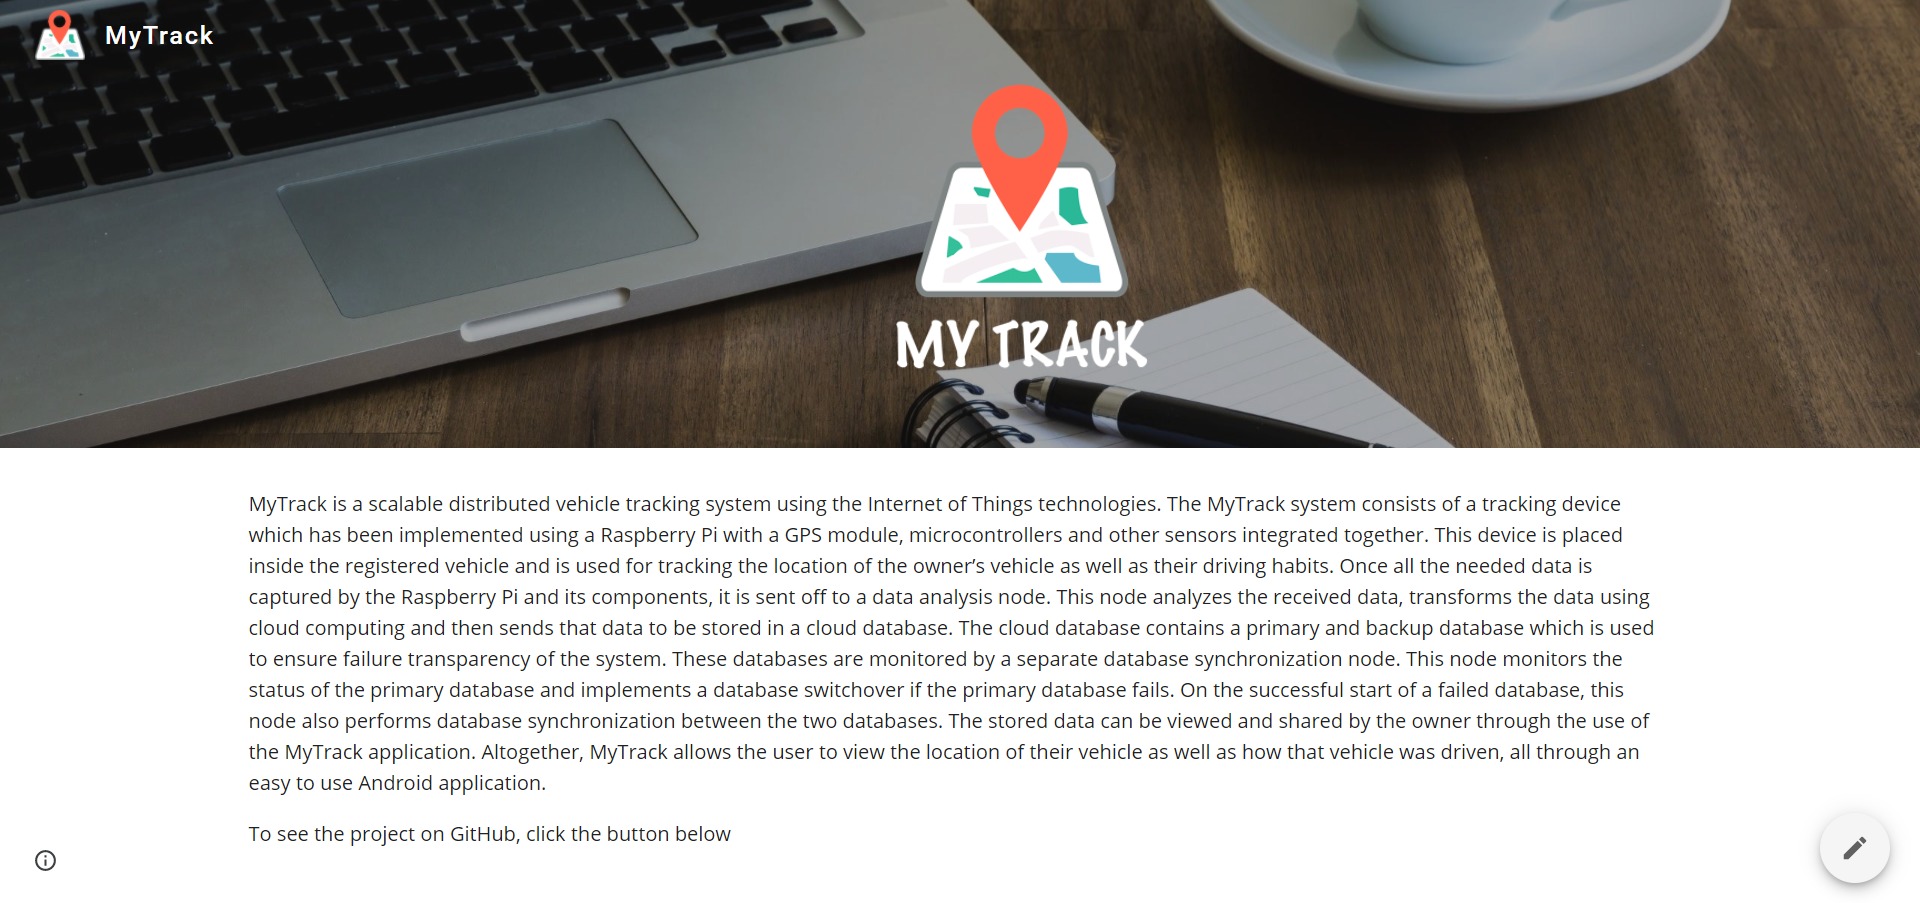 MyTrack
MY TRACK
MyTrack is a scalable distributed vehicle tracking system using the Internet of Things technologies. The MyTrack system consists of a tracking device
which has been implemented using a Raspberry Pi with a GPS module, microcontrollers and other sensors integrated together. This device is placed
inside the registered vehicle and is used for tracking the location of the owner’s vehicle as well as their driving habits. Once all the needed data is
captured by the Raspberry Pi and its components, it is sent off to a data analysis node. This node analyzes the received data, transforms the data using
cloud computing and then sends that data to be stored in a cloud database. The cloud database contains a primary and backup database which is used
to ensure failure transparency of the system. These databases are monitored by a separate database synchronization node. This node monitors the
status of the primary database and implements a database switchover if the primary database fails. On the successful start of a failed database, this
node also performs database synchronization between the two databases. The stored data can be viewed and shared by the owner through the use of
the MyTrack application. Altogether, MyTrack allows the user to view the location of their vehicle as well as how that vehicle was driven, all through an
easy to use Android application.
To see the project on GitHub, click the button below